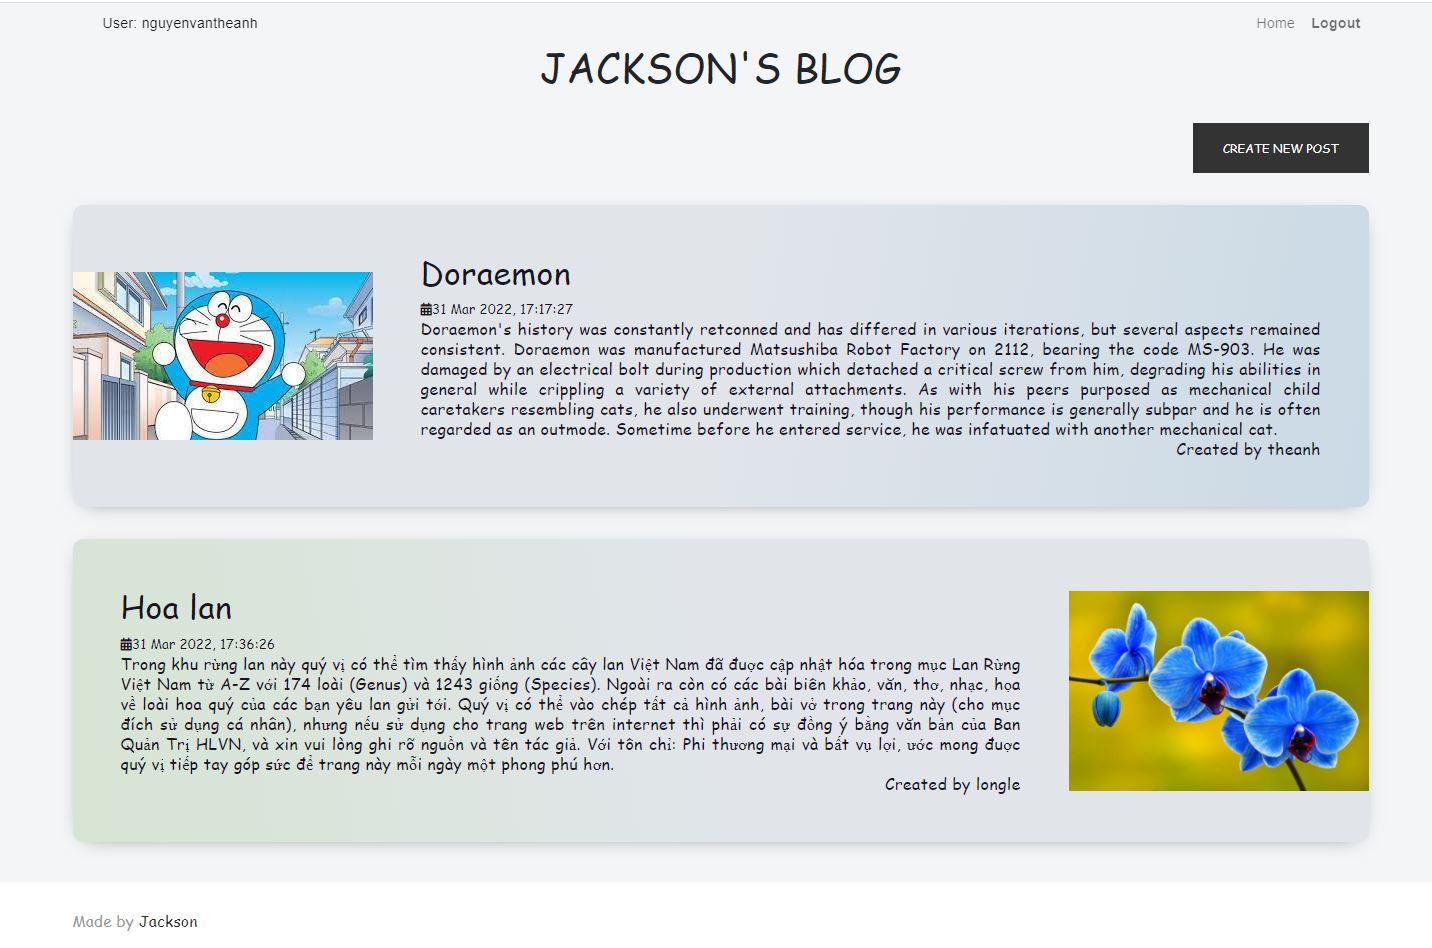 User: nguyenvantheanh
Home Logout
JACKSON'S BLOG
CREATE NEW POST
Doraemon
31 Mar 2022, 17:17:27
Doraemon's history was constantly retconned and has differed in various iterations, but several aspects remained
consistent. Doraemon was manufactured Matsushiba Robot Factory on 2112, bearing the code MS-903. He was
damaged by an electrical bolt during production which detached a critical screw from him, degrading his abilities in
general while crippling a variety of external attachments. As with his peers purposed as mechanical child
caretakers resembling cats, he also underwent training, though his performance is generally subpar and he is often
regarded as an outmode. Sometime before he entered service, he was infatuated with another mechanical cat.
Created by theanh
Hoa lan
31 Mar 2022, 17:36:26
Trong khu rừng lan này quý vị có thể tìm thấy hình ảnh các cây lan Việt Nam đã đuợc cập nhật hóa trong mục Lan Rừng
Việt Nam từ A-Z với 174 loài (Genus) và 1243 giống (Species). Ngoài ra còn có các bài biên khảo, văn, thơ, nhạc, họa
về loài hoa quý của các bạn yêu lan gửi tới. Quý vị có thể vào chép tất cả hình ảnh, bài vở trong trang này (cho mục
đích sử dụng cá nhân), nhưng nếu sử dụng cho trang web trên internet thì phải có sự đồng ý bằng văn bản của Ban
Quản Trị HLVN, và xin vui lòng ghi rõ nguồn và tên tác giả. Với tôn chỉ: Phi thương mại và bất vụ lợi, ước mong đuợc
quý vị tiếp tay góp sức để trang này mỗi ngày một phong phú hơn.
Created by longle
Made by Jackson